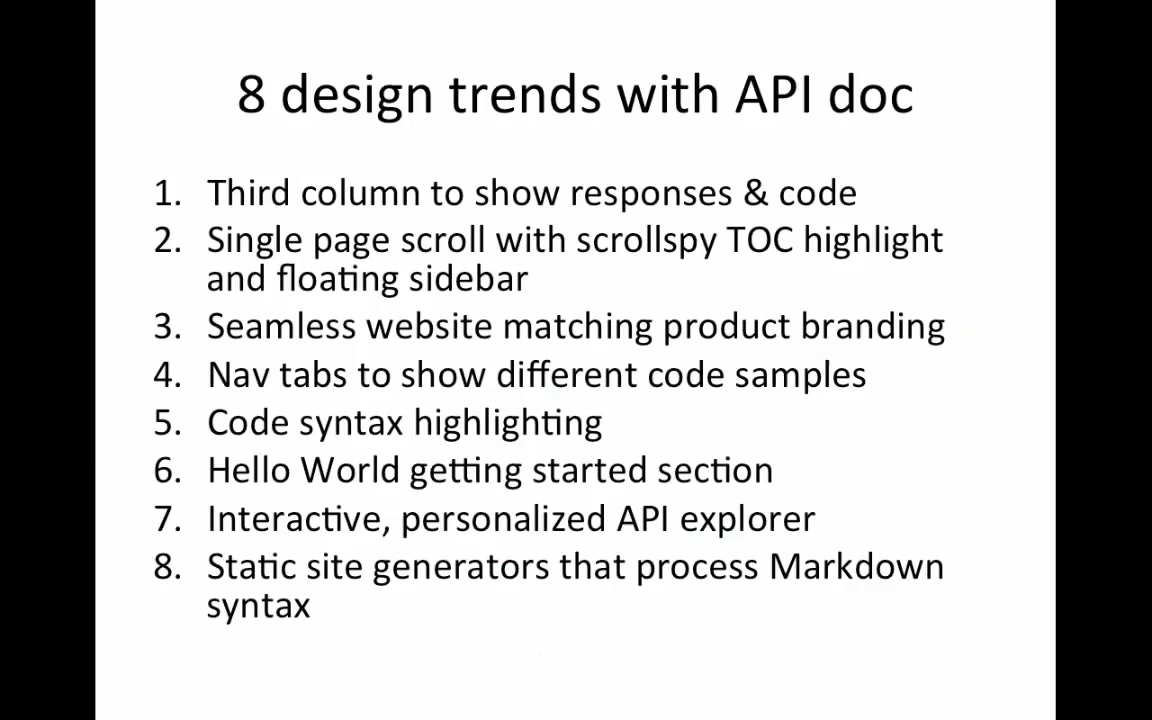 8 design trends with API doc
1. Third column to show responses & code
2. Single page scroll with scrollspy TOC highlight
and floating sidebar
3. Seamless website matching product branding
4. Nav tabs to show different code samples
5. Code syntax highlighting
6. Hello World getting started section
7. Interactive, personalized API explorer
8. Static site generators that process Markdown
syntax